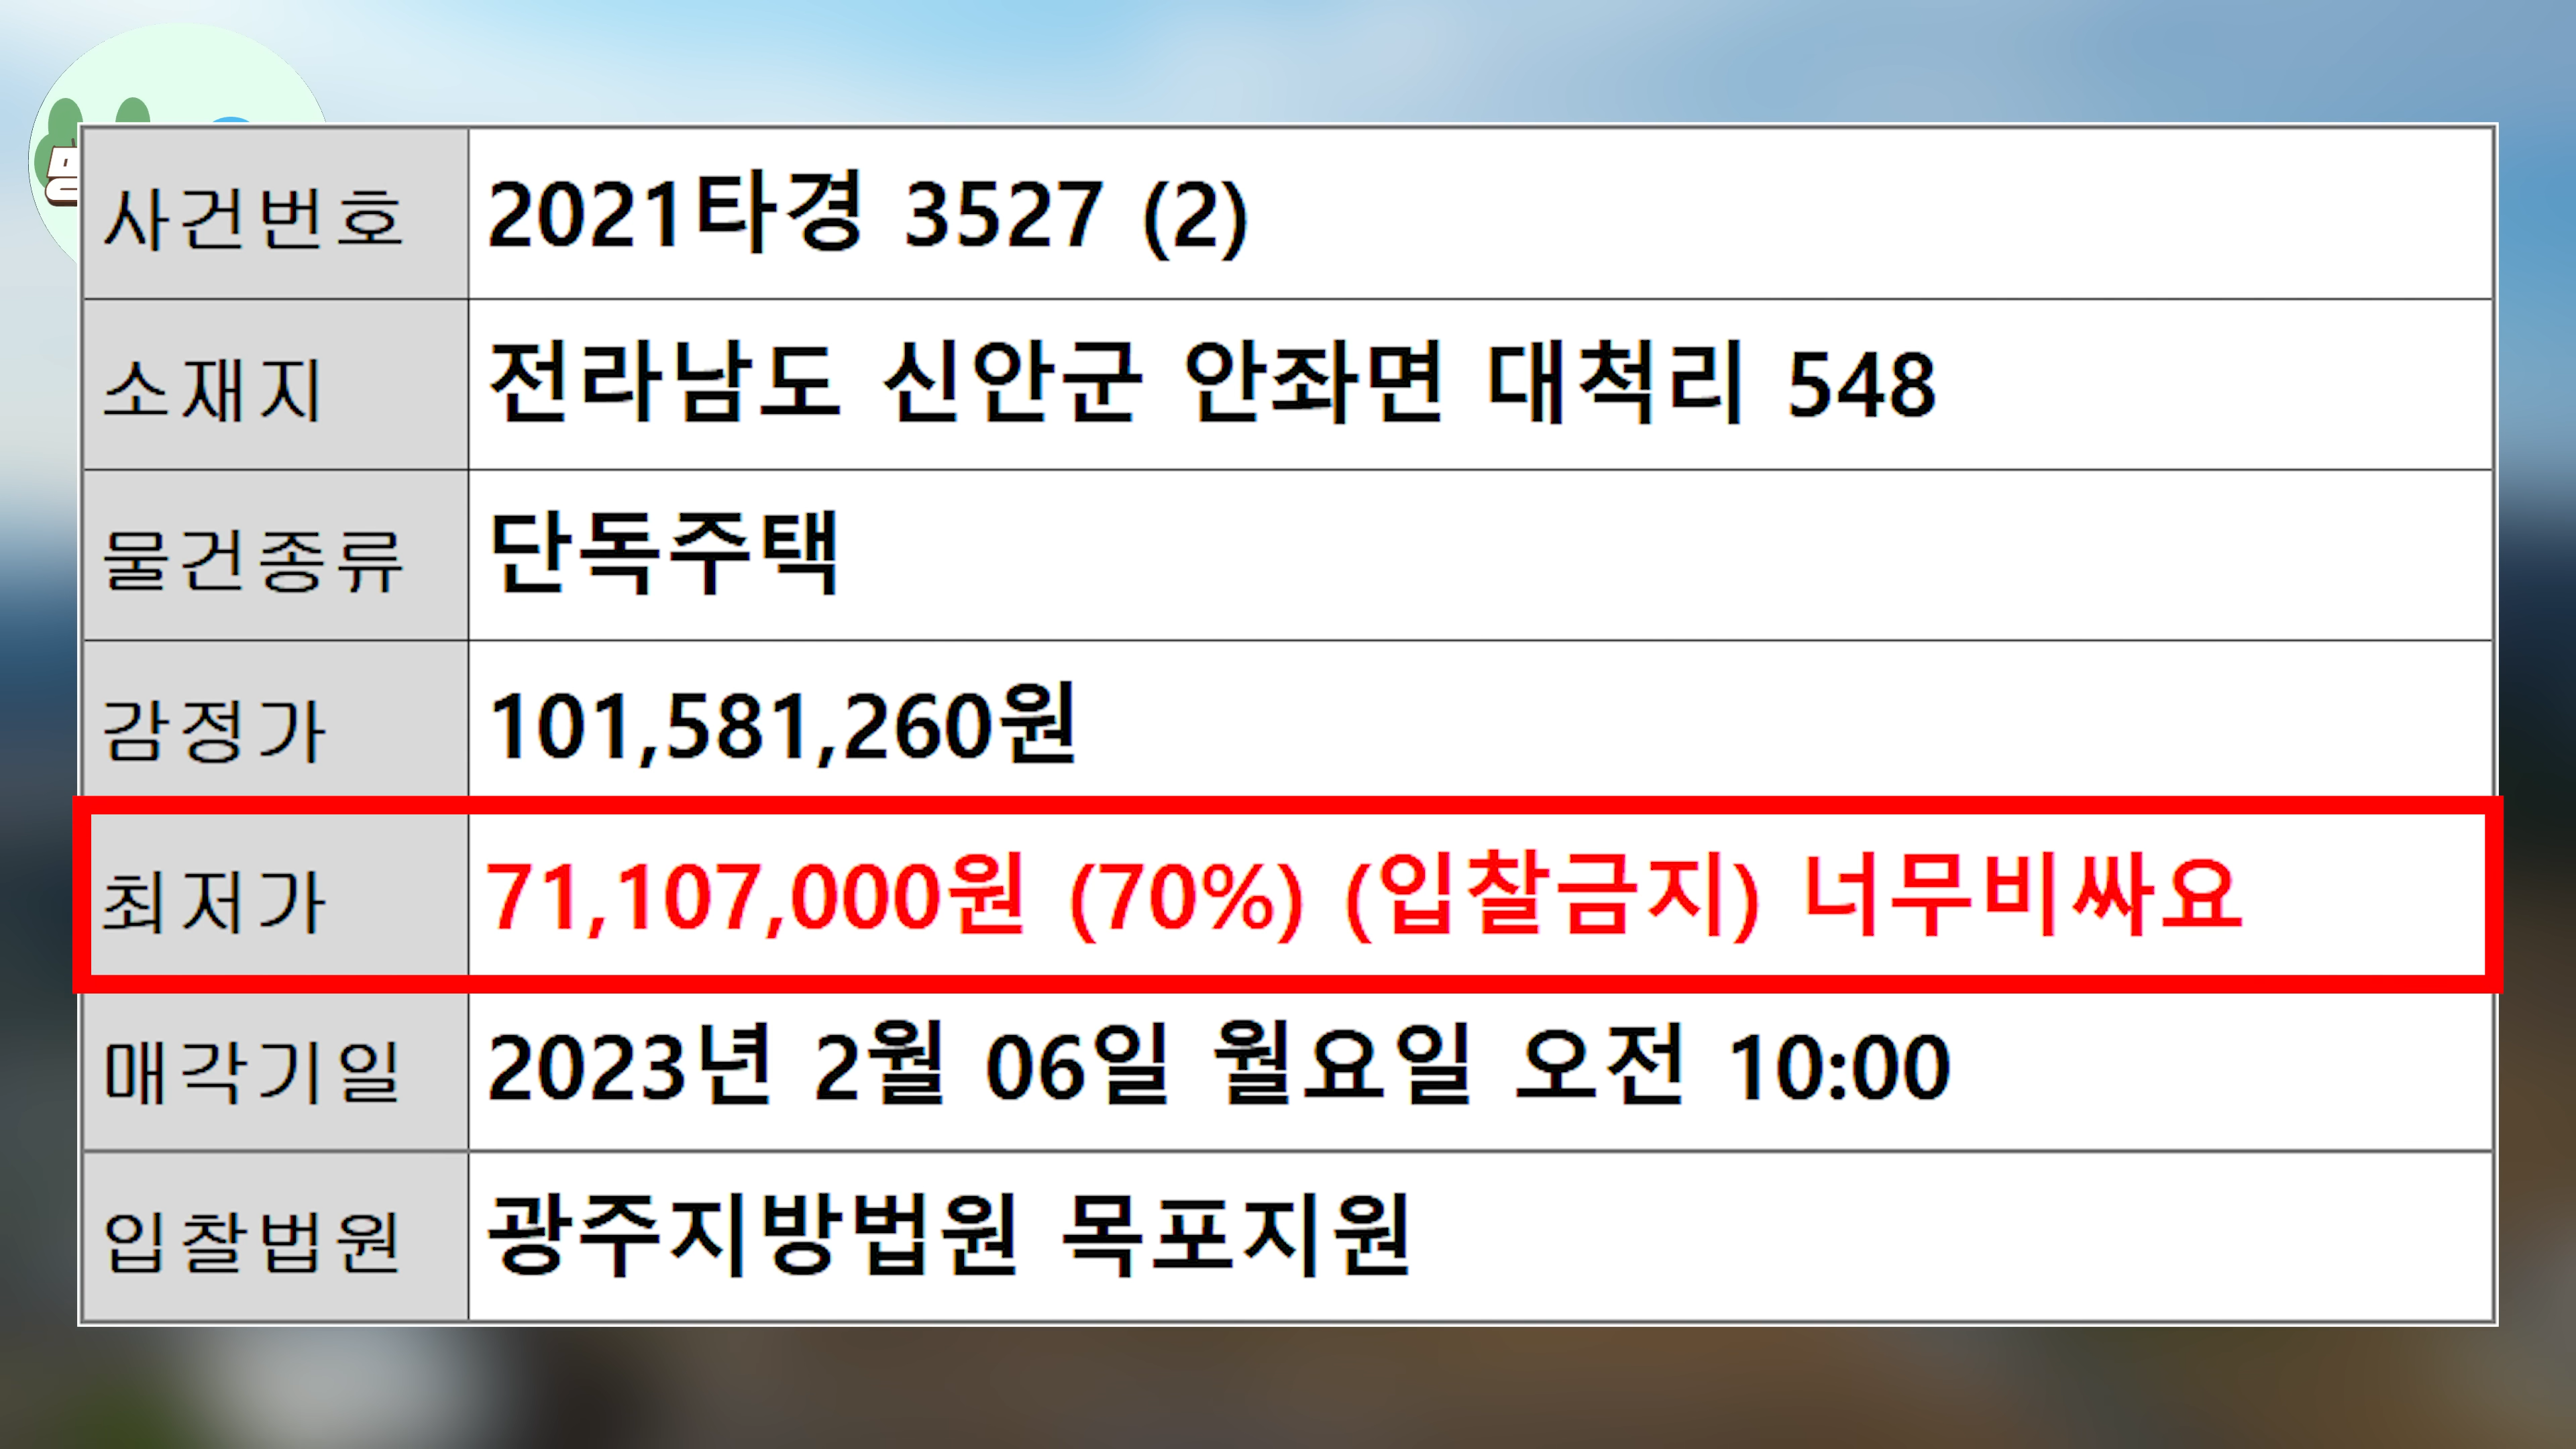 사건번호 2021타경 3527 (2)
소재지 전라남도 신안군 안좌면 대척리 548
물건종류 단독주택
감정가 101,581,260원
최저가 71,107,000원 (70%) (입찰금지) 너무비싸요
매각기일 2023년 2월 06일 월요일 오전 10:00
입찰법원 광주지방법원 목포지원